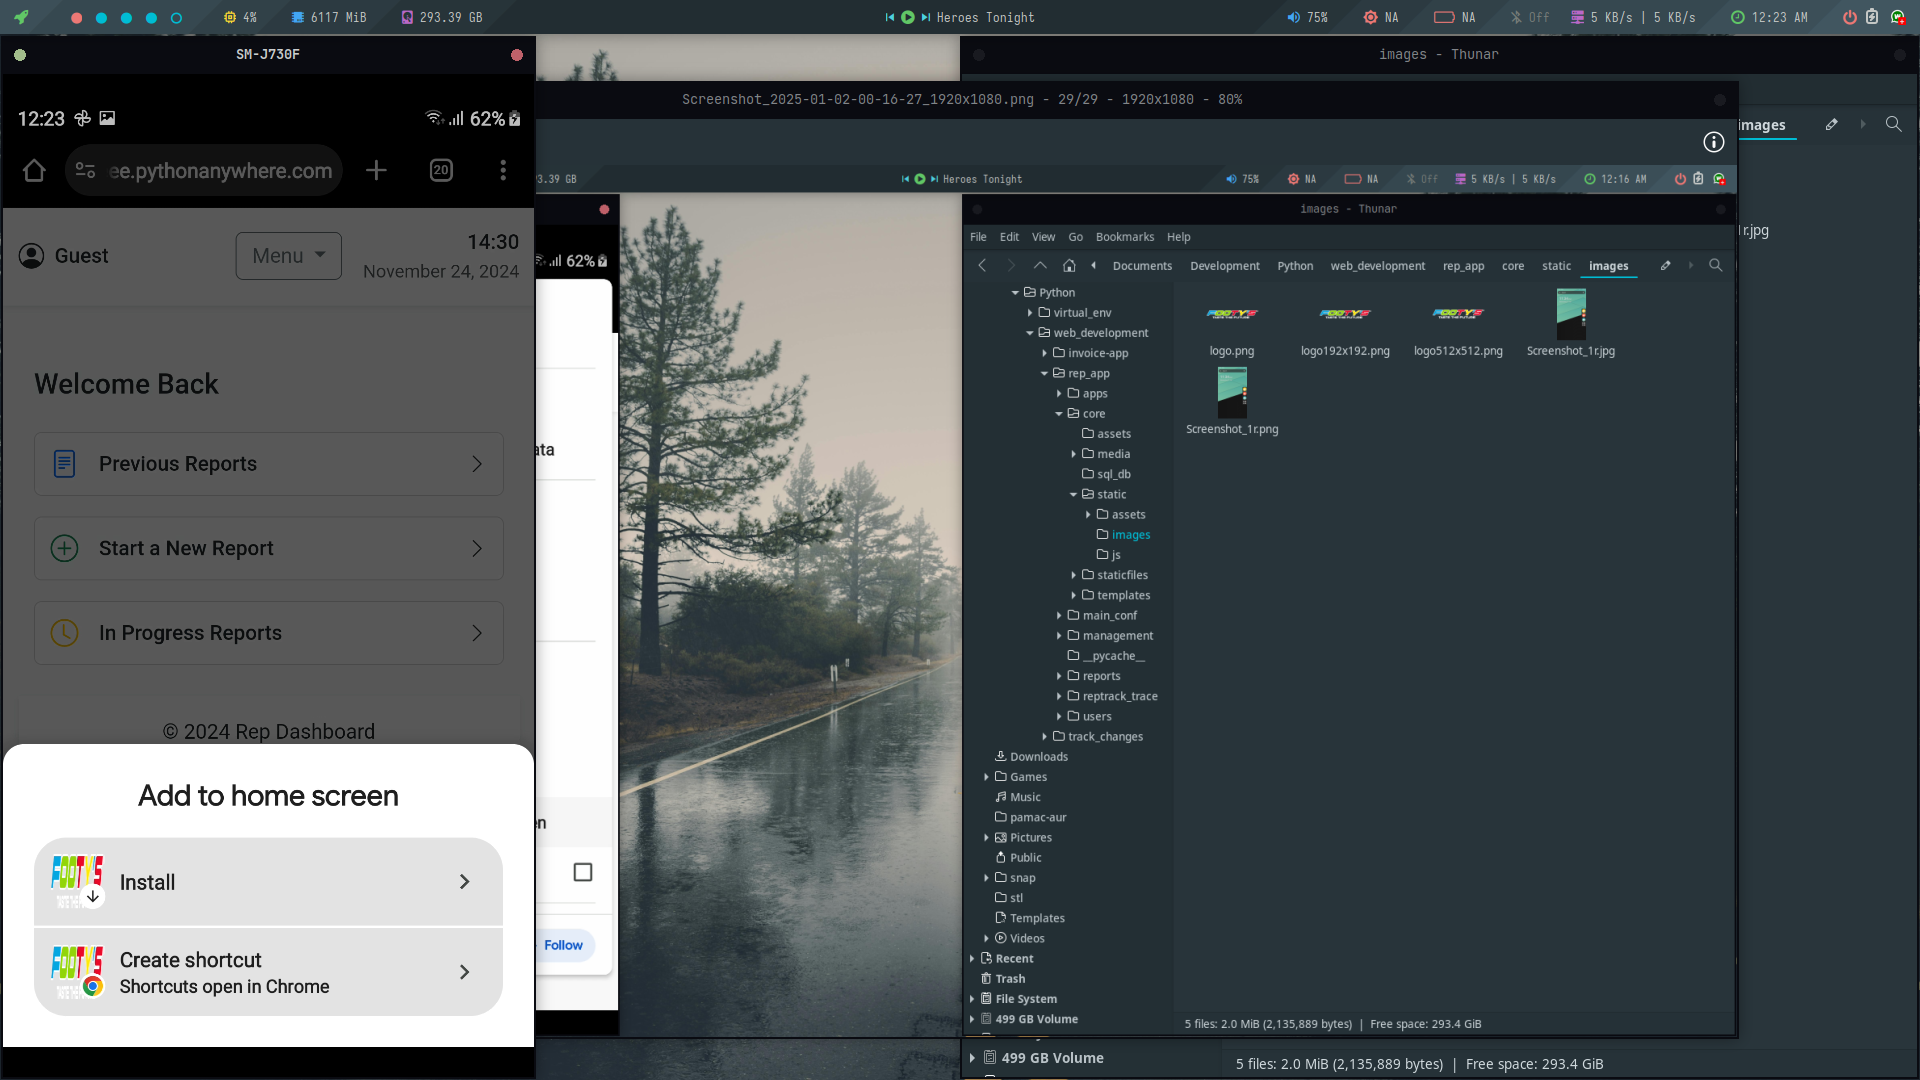 4%
6117 MiB
293.39 GB
Heroes Tonight
75%
NA
NA
Off
5 KB/s | 5 KB/s
12:23 AM
SM-J730F
12:23
62%
ee.pythonanywhere.com
20
Guest
Menu
14:30
November 24, 2024
Welcome Back
Previous Reports
Start a New Report
In Progress Reports
© 2024 Rep Dashboard
Add to home screen
FOOTY'S
Install
FOOTY'S
Create shortcut
Shortcuts open in Chrome
images - Thunar
images
1r.jpg
Screenshot_2025-01-02-00-16-27_1920x1080.png - 29/29 - 1920x1080 - 80%
93.39 GB
Heroes Tonight
75%
NA
NA
Off
5 KB/s | 5 KB/s
12:16 AM
62%
ata
en
Follow
images - Thunar
File Edit View Go Bookmarks Help
Documents Development Python web_development rep_app core static images
Python
virtual_env
web_development
invoice-app
rep_app
apps
core
assets
media
sql_db
static
assets
images
js
staticfiles
templates
main_conf
management
__pycache__
reports
reptrack_trace
users
track_changes
Downloads
Games
Music
pamac-aur
Pictures
Public
snap
stl
Templates
Videos
Recent
Trash
File System
499 GB Volume
FOOTY'S
FOOTY'S
FOOTY'S
logo.png
logo192x192.png
logo512x512.png
Screenshot_1r.jpg
Screenshot_1r.png
5 files: 2.0 MiB (2,135,889 bytes) | Free space: 293.4 GiB
499 GB Volume
5 files: 2.0 MiB (2,135,889 bytes) | Free space: 293.4 GiB